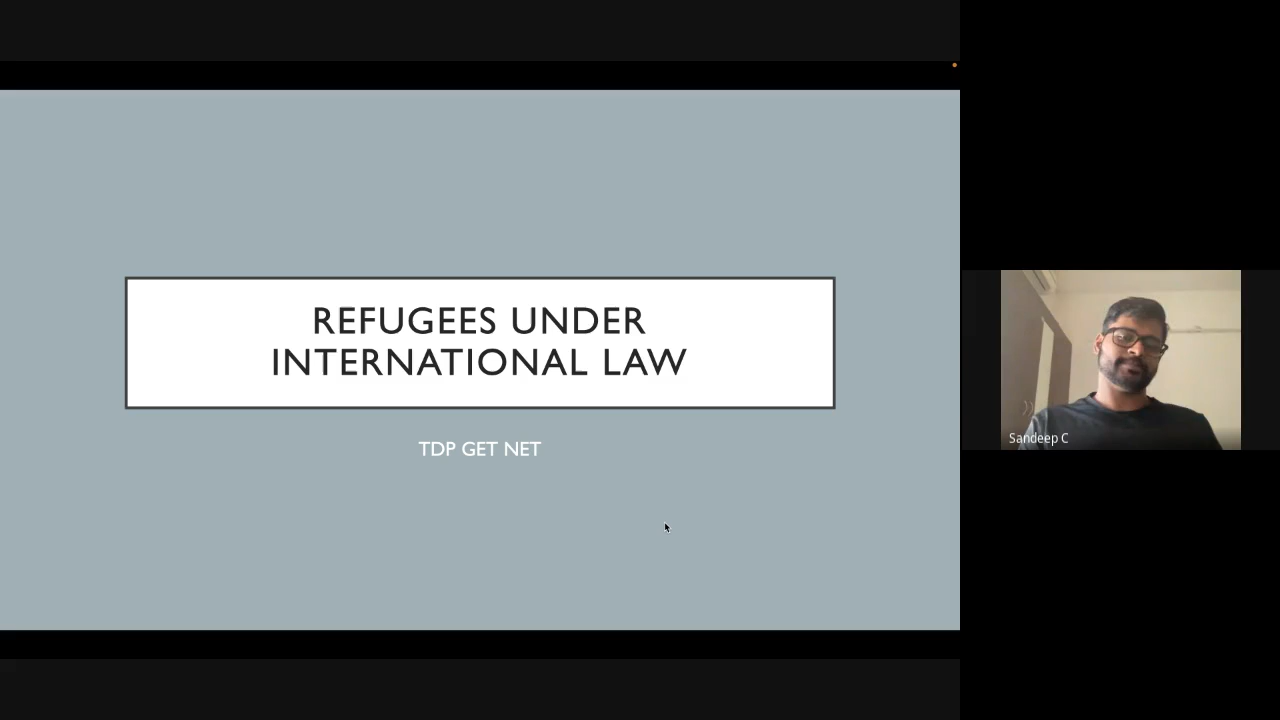 REFUGEES UNDER
INTERNATIONAL LAW
TDP GET NET
Sandeep C